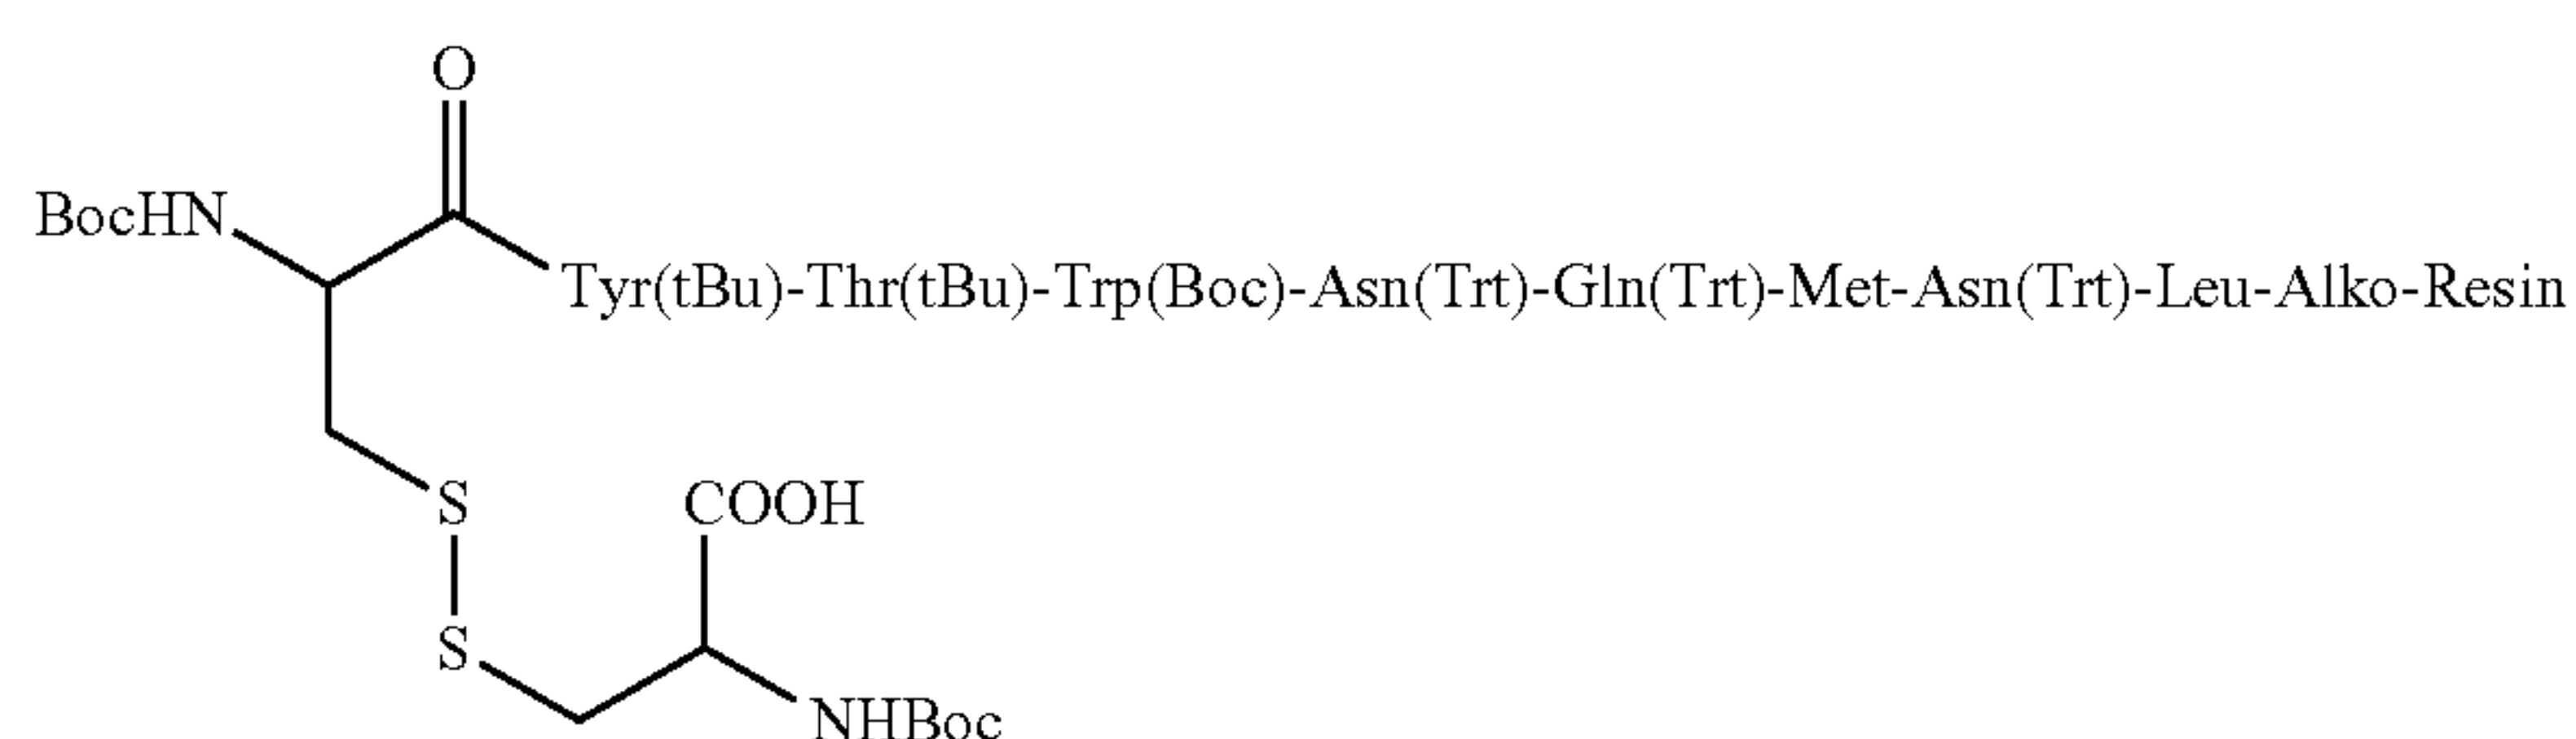 O
BocHN
Tyr(tBu)-Thr(tBu)-Trp(Boc)-Asn(Trt)-Gln(Trt)-Met-Asn(Trt)-Leu-Alko-Resin
S
COOH
S
NHBoc